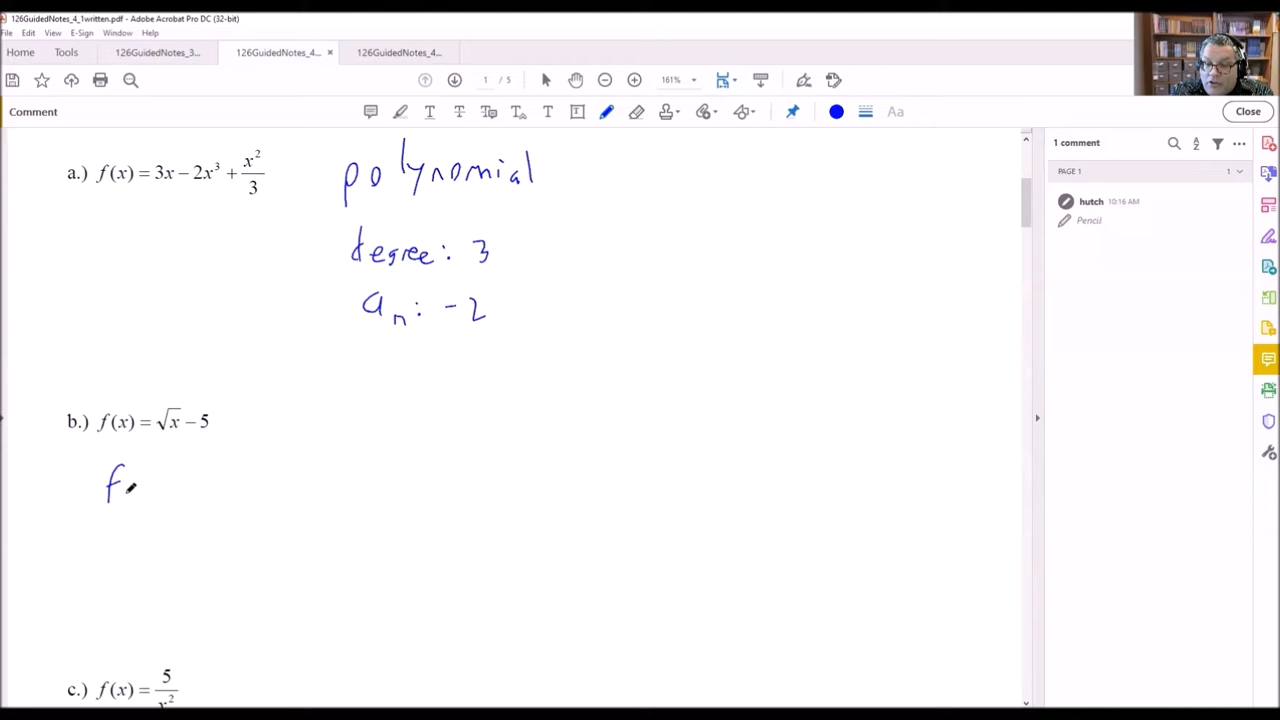 126GuidedNotes_4_1written.pdf - Adobe Acrobat Pro DC (32-bit)
File Edit View E-Sign Window Help
Home Tools 126GuidedNotes_3... 126GuidedNotes_4... × 126GuidedNotes_4...
1 / 5 161%
Comment Aa Close
1 comment
PAGE 1 1
hutch 10:16 AM
Pencil
a.) f(x) = 3x − 2x³ + x²/3
polynomial
degree: 3
aₙ: -2
b.) f(x) = √x − 5
f
c.) f(x) = 5/x²